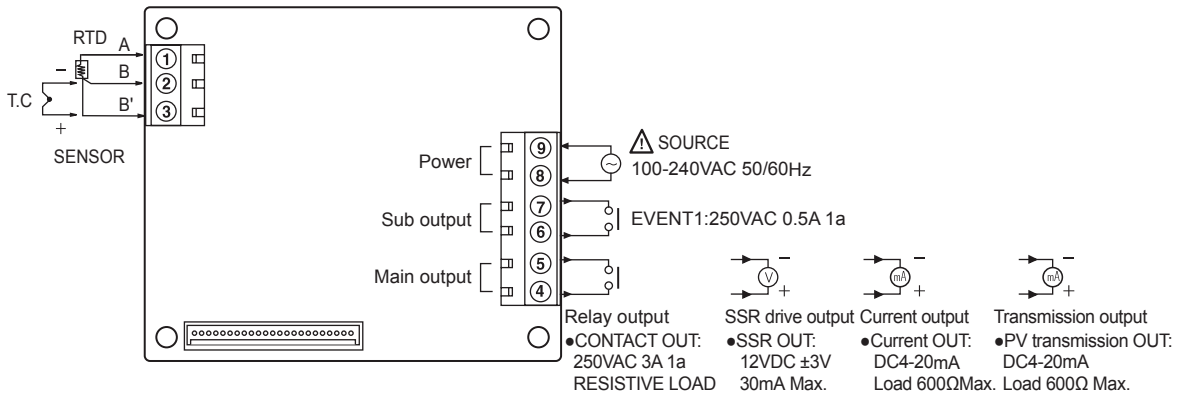 RTD
A
−
B
T.C
B'
+
SENSOR
1
2
3
Power
9
8
⚠ SOURCE
100-240VAC 50/60Hz
Sub output
7
6
EVENT1:250VAC 0.5A 1a
Main output
5
4
Relay output
●CONTACT OUT:
250VAC 3A 1a
RESISTIVE LOAD
−
V
+
SSR drive output
●SSR OUT:
12VDC ±3V
30mA Max.
−
mA
+
Current output
●Current OUT:
DC4-20mA
Load 600ΩMax.
−
mA
+
Transmission output
●PV transmission OUT:
DC4-20mA
Load 600Ω Max.